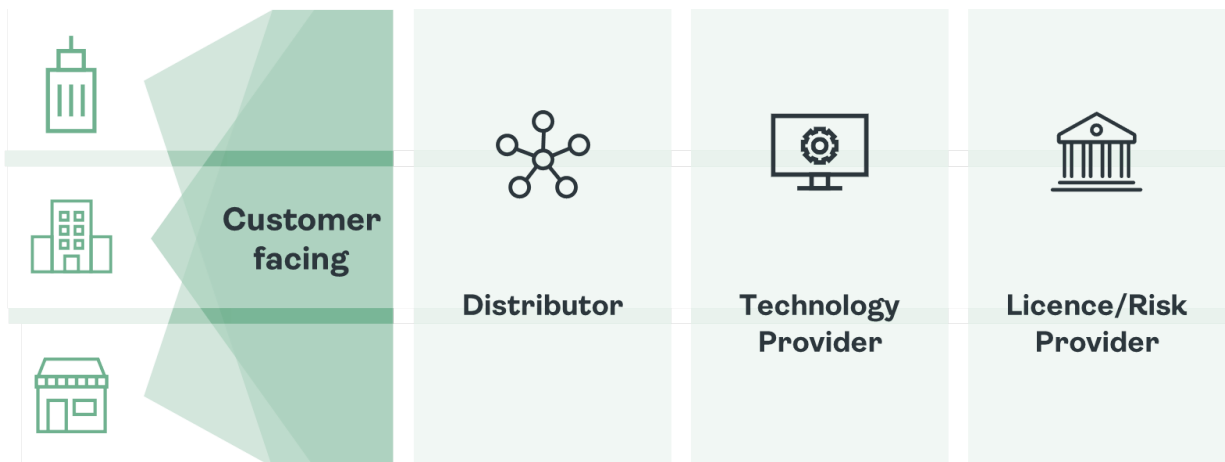 Customer
facing
Distributor
Technology
Provider
Licence/Risk
Provider